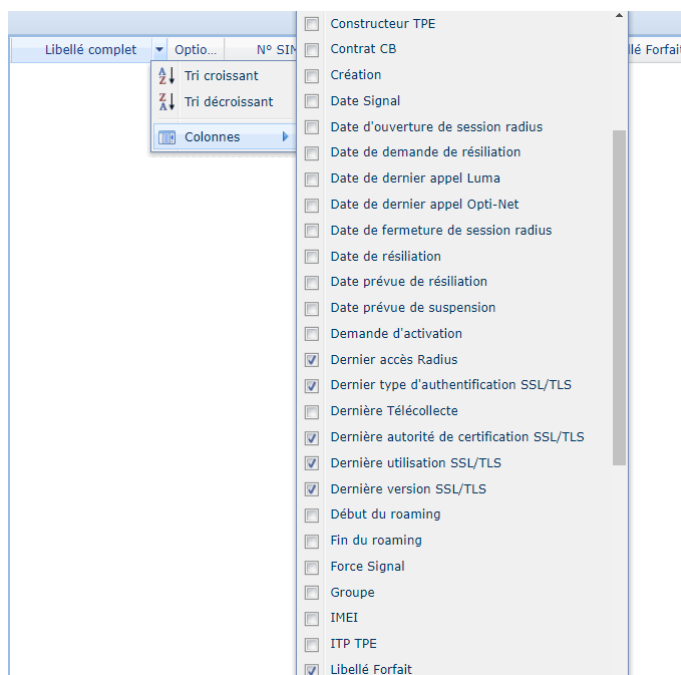 Libellé complet
Optio...
N° SIM
lé Forfait
Tri croissant
Tri décroissant
Colonnes
Constructeur TPE
Contrat CB
Création
Date Signal
Date d'ouverture de session radius
Date de demande de résiliation
Date de dernier appel Luma
Date de dernier appel Opti-Net
Date de fermeture de session radius
Date de résiliation
Date prévue de résiliation
Date prévue de suspension
Demande d'activation
Dernier accès Radius
Dernier type d'authentification SSL/TLS
Dernière Télécollecte
Dernière autorité de certification SSL/TLS
Dernière utilisation SSL/TLS
Dernière version SSL/TLS
Début du roaming
Fin du roaming
Force Signal
Groupe
IMEI
ITP TPE
Libellé Forfait